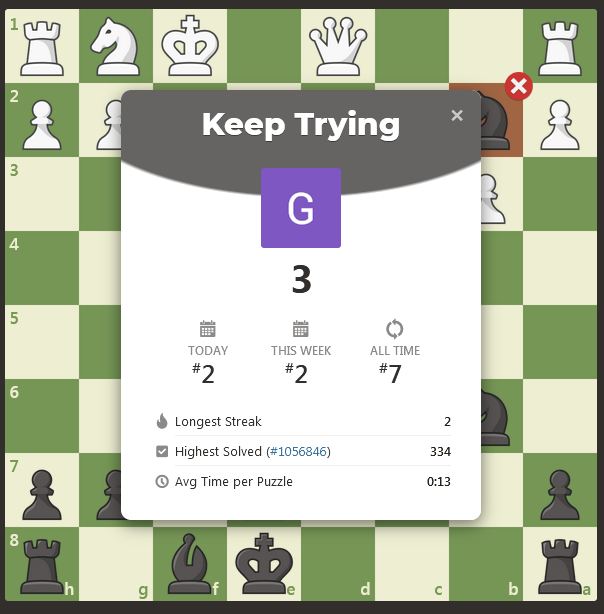 1
2
Keep Trying
×
3
G
4
3
5
TODAY
THIS WEEK
ALL TIME
#2
#2
#7
6
Longest Streak 2
Highest Solved (#1056846) 334
7
Avg Time per Puzzle 0:13
8
h g f e d c b a